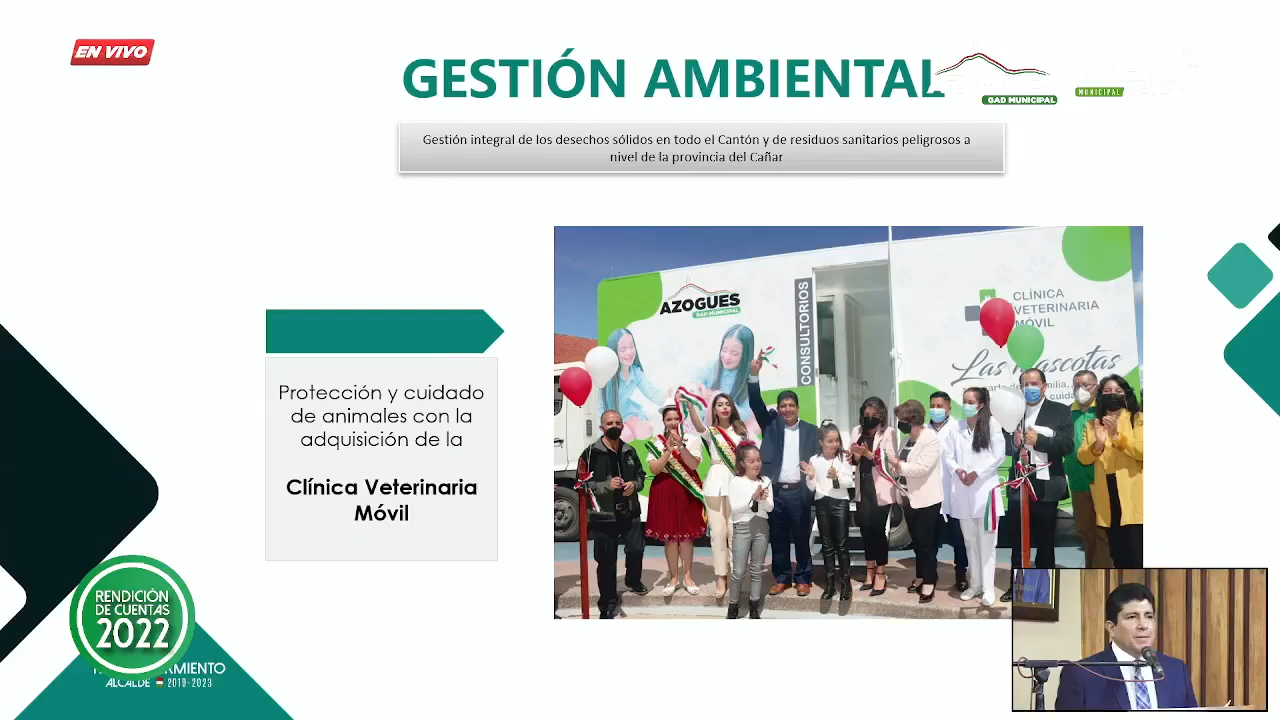 EN VIVO
GESTIÓN AMBIENTAL
GAD MUNICIPAL
MUNICIPAL
Gestión integral de los desechos sólidos en todo el Cantón y de residuos sanitarios peligrosos a
nivel de la provincia del Cañar
AZOGUES
GAD MUNICIPAL
CONSULTORIOS
CLÍNICA
VETERINARIA
MÓVIL
Las mascotas
Protección y cuidado
de animales con la
adquisición de la
Clínica Veterinaria
Móvil
RENDICIÓN
DE CUENTAS
2022
ALCALDE 2019-2023